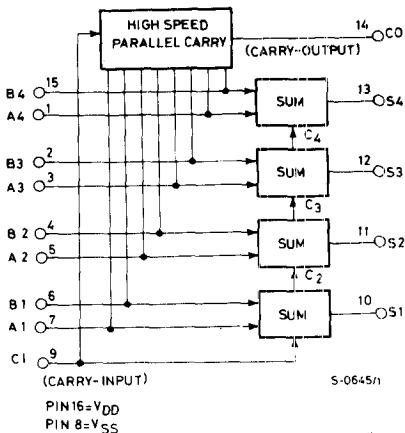 HIGH SPEED
PARALLEL CARRY
14
CO
(CARRY-OUTPUT)
B4 15
A4 1
SUM
13
S4
C4
B3 2
A3 3
SUM
12
S3
C3
B2 4
A2 5
SUM
11
S2
C2
B1 6
A1 7
SUM
10
S1
CI 9
(CARRY-INPUT)
S-0645/1
PIN 16=VDD
PIN 8=VSS